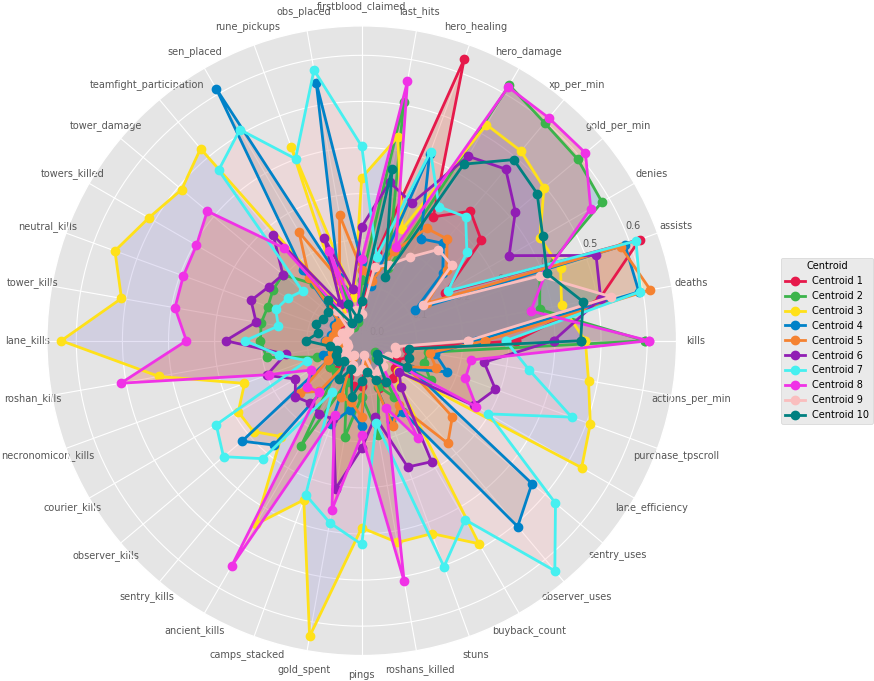 firstblood_claimed
obs_placed
last_hits
rune_pickups
hero_healing
sen_placed
hero_damage
teamfight_participation
xp_per_min
tower_damage
gold_per_min
towers_killed
denies
neutral_kills
assists
0.6
0.5
tower_kills
deaths
lane_kills
kills
roshan_kills
actions_per_min
necronomicon_kills
purchase_tpscroll
courier_kills
lane_efficiency
observer_kills
sentry_uses
sentry_kills
observer_uses
ancient_kills
buyback_count
camps_stacked
stuns
gold_spent
roshans_killed
pings
Centroid
Centroid 1
Centroid 2
Centroid 3
Centroid 4
Centroid 5
Centroid 6
Centroid 7
Centroid 8
Centroid 9
Centroid 10